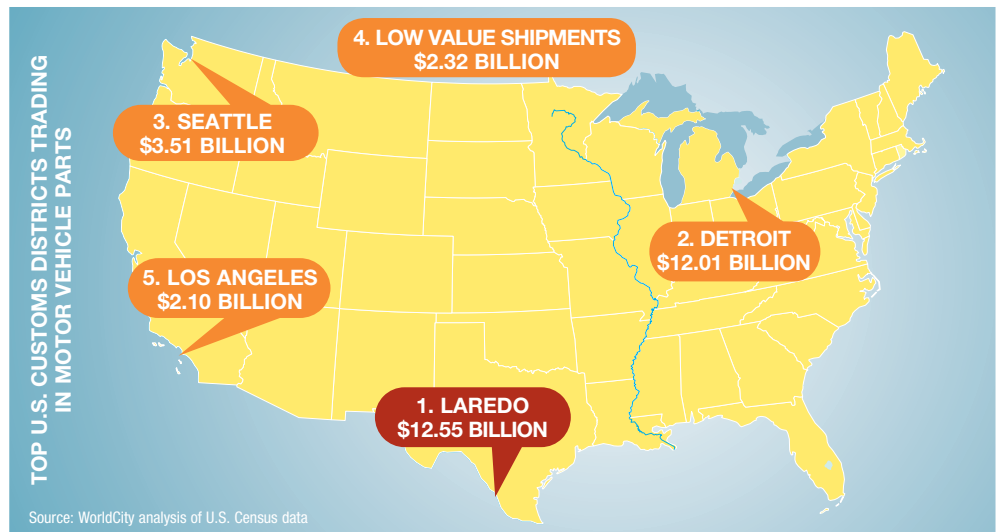 TOP U.S. CUSTOMS DISTRICTS TRADING
IN MOTOR VEHICLE PARTS
4. LOW VALUE SHIPMENTS
$2.32 BILLION
3. SEATTLE
$3.51 BILLION
2. DETROIT
$12.01 BILLION
5. LOS ANGELES
$2.10 BILLION
1. LAREDO
$12.55 BILLION
Source: WorldCity analysis of U.S. Census data